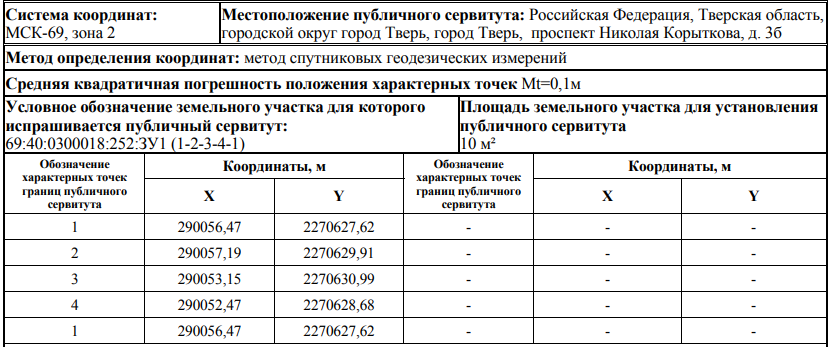 Система координат:
МСК-69, зона 2
Местоположение публичного сервитута: Российская Федерация, Тверская область,
городской округ город Тверь, город Тверь, проспект Николая Корыткова, д. 3б
Метод определения координат: метод спутниковых геодезических измерений
Средняя квадратичная погрешность положения характерных точек Mt=0,1м
Условное обозначение земельного участка для которого
испрашивается публичный сервитут:
69:40:0300018:252:ЗУ1 (1-2-3-4-1)
Площадь земельного участка для установления
публичного сервитута
10 м²
Обозначение
характерных точек
границ публичного
сервитута
Координаты, м
X
Y
Обозначение
характерных точек
границ публичного
сервитута
Координаты, м
X
Y
1 290056,47 2270627,62 - - -
2 290057,19 2270629,91 - - -
3 290053,15 2270630,99 - - -
4 290052,47 2270628,68 - - -
1 290056,47 2270627,62 - - -